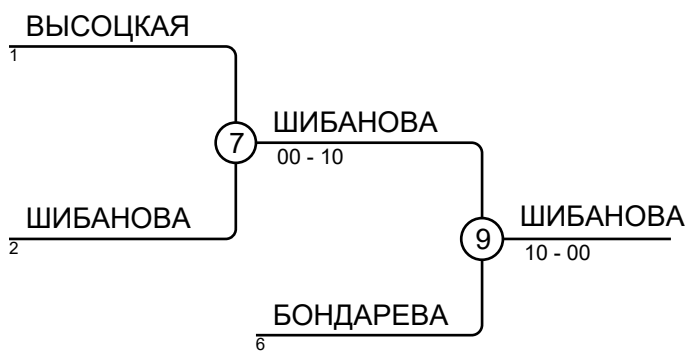 ВЫСОЦКАЯ
1
7
ШИБАНОВА
00 - 10
ШИБАНОВА
2
9
ШИБАНОВА
10 - 00
БОНДАРЕВА
6